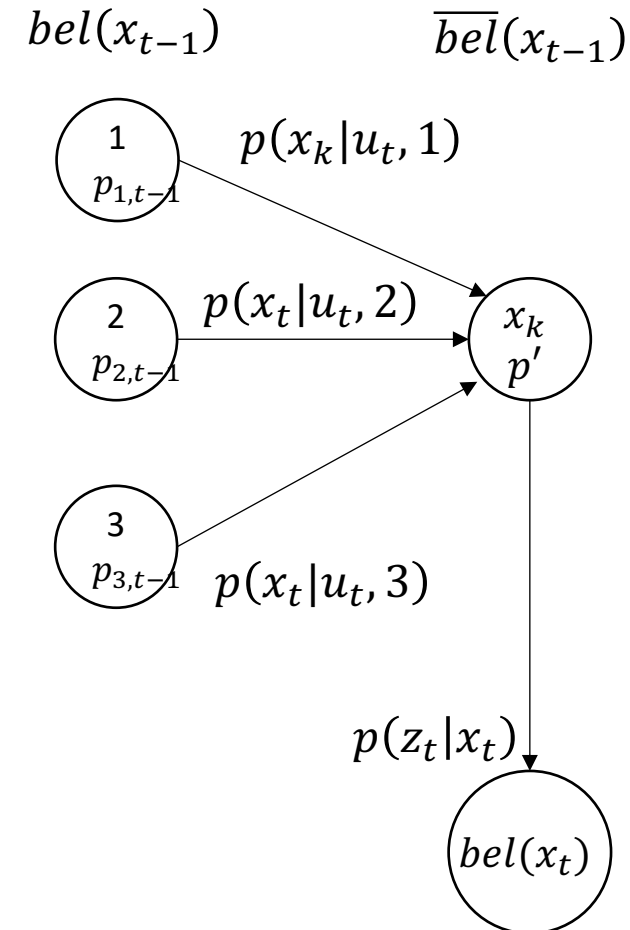 bel(x_{t−1})
\overline{bel}(x_{t−1})
1
p_{1,t−1}
p(x_k|u_t, 1)
2
p_{2,t−1}
p(x_t|u_t, 2)
x_k
p′
3
p_{3,t−1}
p(x_t|u_t, 3)
p(z_t|x_t)
bel(x_t)